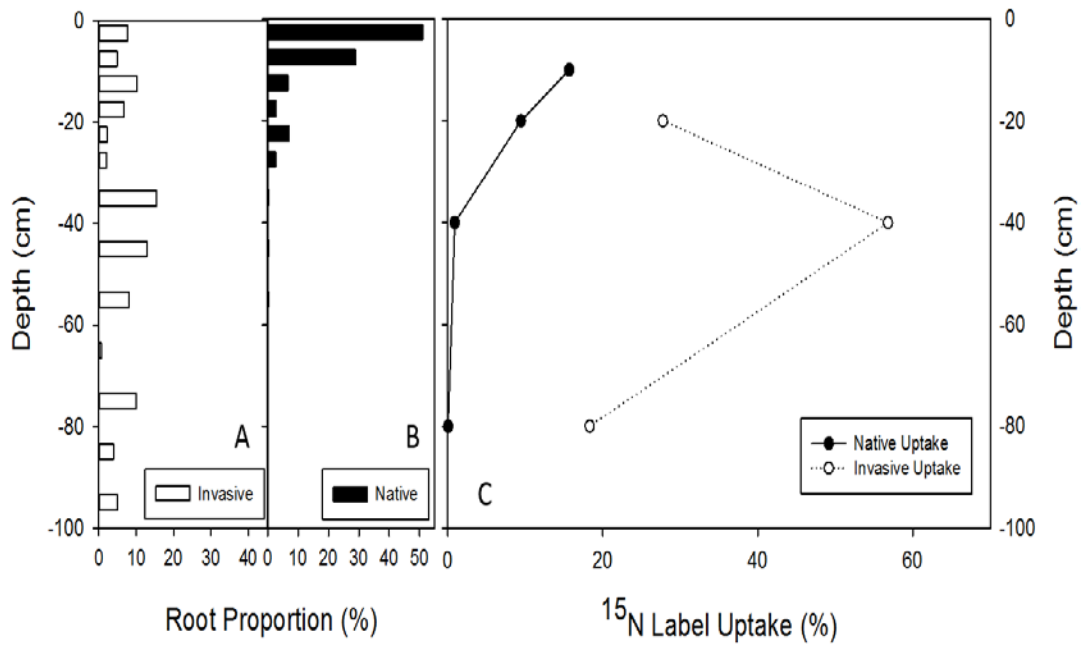 0
-20
-40
-60
-80
-100
Depth (cm)
A
Invasive
0 10 20 30 40
B
Native
0 10 20 30 40 50
Root Proportion (%)
C
Native Uptake
Invasive Uptake
0 20 40 60
15N Label Uptake (%)
0
-20
-40
-60
-80
-100
Depth (cm)